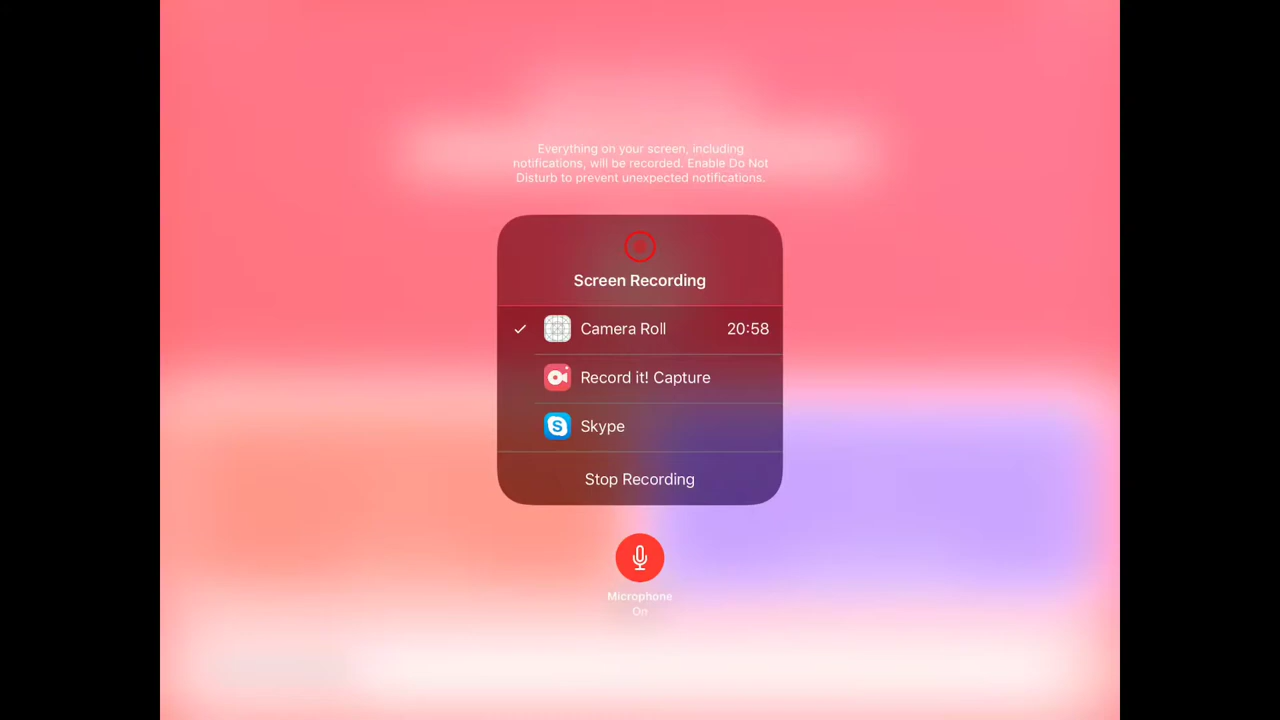 Everything on your screen, including
notifications, will be recorded. Enable Do Not
Disturb to prevent unexpected notifications.
Screen Recording
Camera Roll 20:58
Record it! Capture
Skype
Stop Recording
Microphone
On